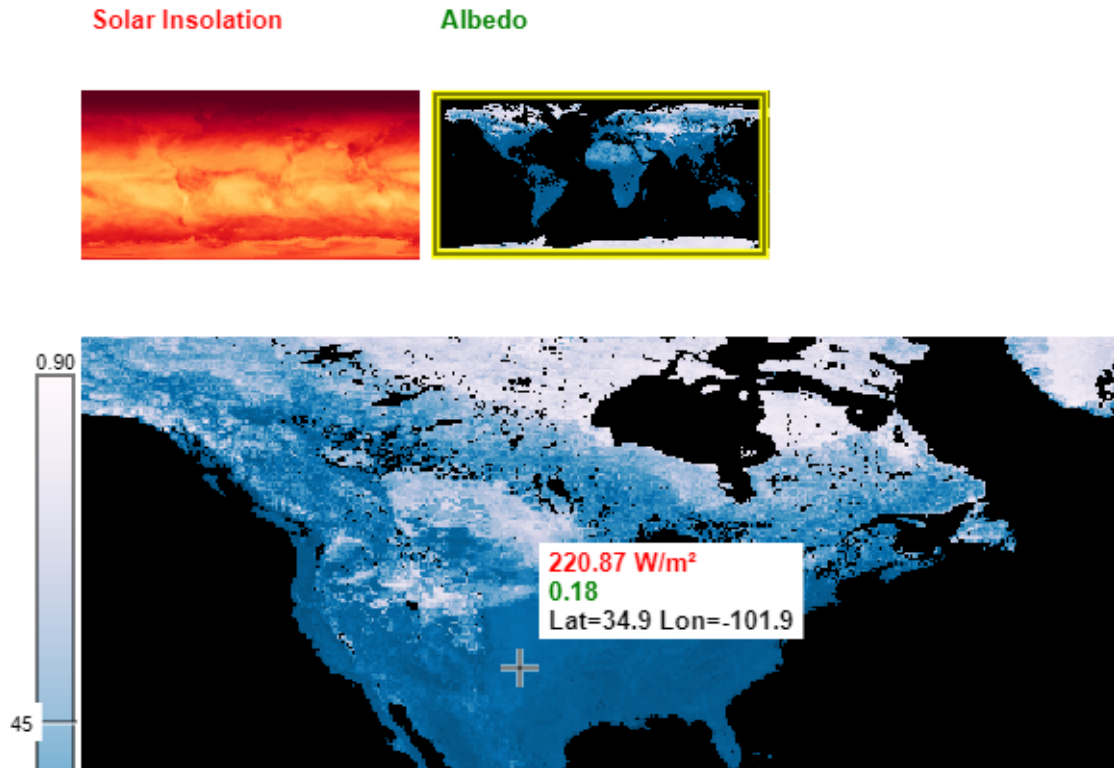 Solar Insolation
Albedo
0.90
220.87 W/m²
0.18
Lat=34.9 Lon=-101.9
45